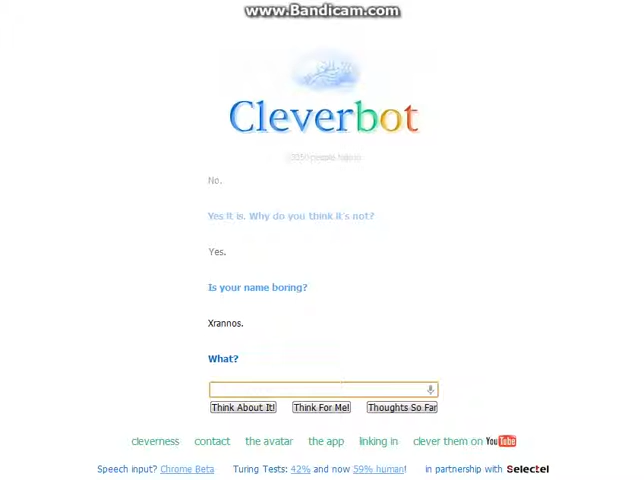 www.Bandicam.com
Cleverbot
No.
Yes it is. Why do you think it's not?
Yes.
Is your name boring?
Xrannos.
What?
Think About It! Think For Me! Thoughts So Far
cleverness contact the avatar the app linking in clever them on YouTube
Speech input? Chrome Beta Turing Tests: 42% and now 59% human! in partnership with Selectel